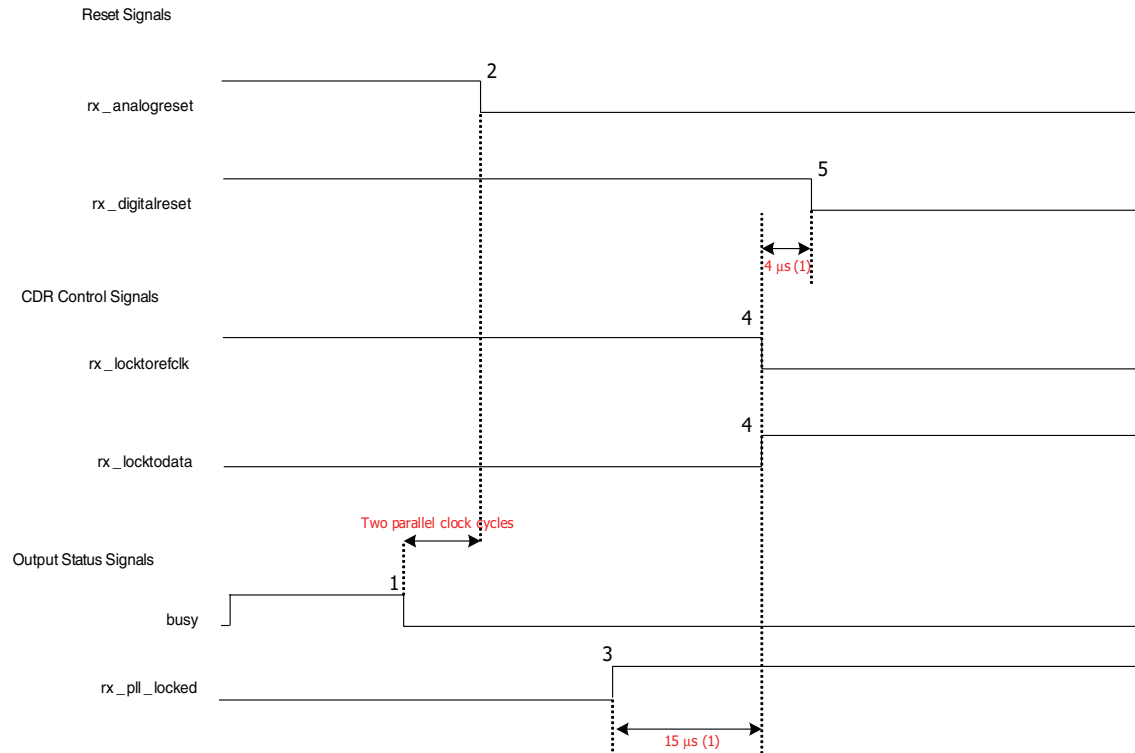 Reset Signals
2
rx_analogreset
5
rx_digitalreset
4 μs (1)
CDR Control Signals
4
rx_locktorefclk
4
rx_locktodata
Two parallel clock cycles
Output Status Signals
1
busy
3
rx_pll_locked
15 μs (1)